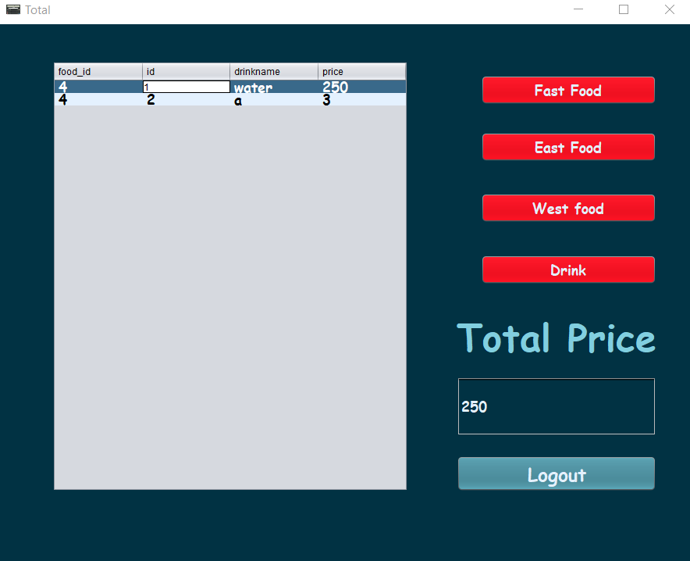 Total
food_id id drinkname price
4 1 water 250
4 2 a 3
Fast Food
East Food
West food
Drink
Total Price
250
Logout